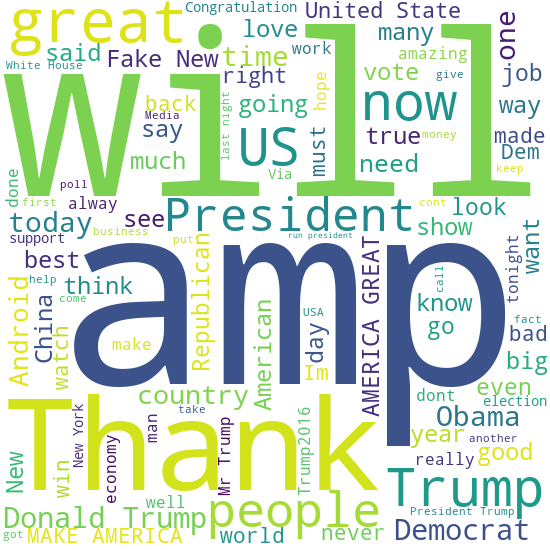 great
Congratulation
United State
love
work
many
one
said
Fake New
time
amazing
job
White House
right
hope
vote
give
back
Media
will
now
way
going
say
US
must
true
need
made
Dem
much
last night
Via
money
done
poll
first
alway
keep
cont
today
see
President
look
support
business
put
run president
show
want
best
think
amp
tonight
call
know
go
bad
Android
China
watch
help
come
Republican
American
USA
day
AMERICA GREAT
fact
big
make
Im
country
dont
even
election
Thank
Obama
New
win
New York
economy
man
take
Mr Trump
Trump2016
year
really
another
good
people
Trump
well
Donald Trump
world
never
President Trump
Democrat
got
MAKE AMERICA